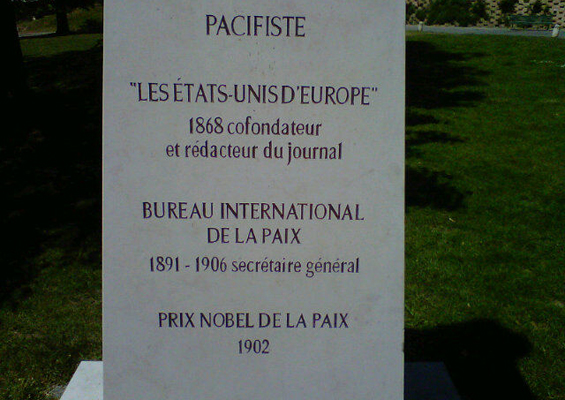 PACIFISTE
"LES ÉTATS-UNIS D'EUROPE"
1868 cofondateur
et rédacteur du journal
BUREAU INTERNATIONAL
DE LA PAIX
1891 - 1906 secrétaire général
PRIX NOBEL DE LA PAIX
1902